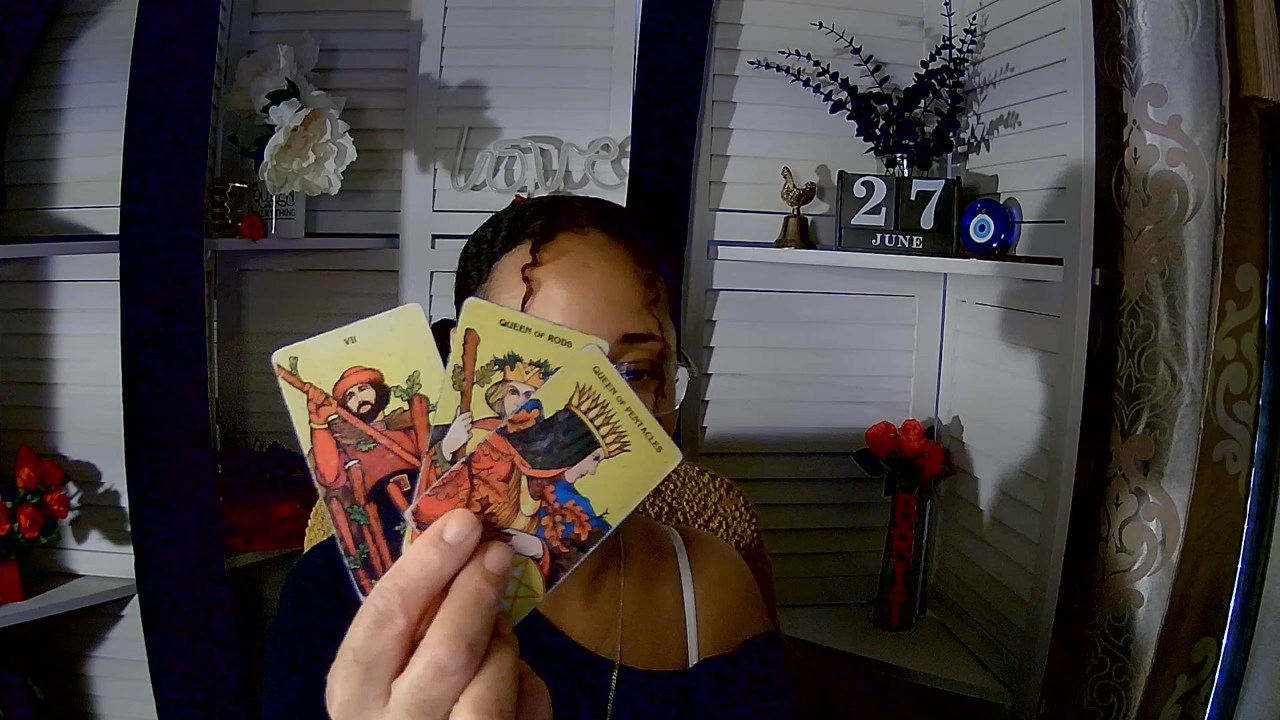 love
27
JUNE
VII
QUEEN OF RODS
QUEEN OF PENTACLES